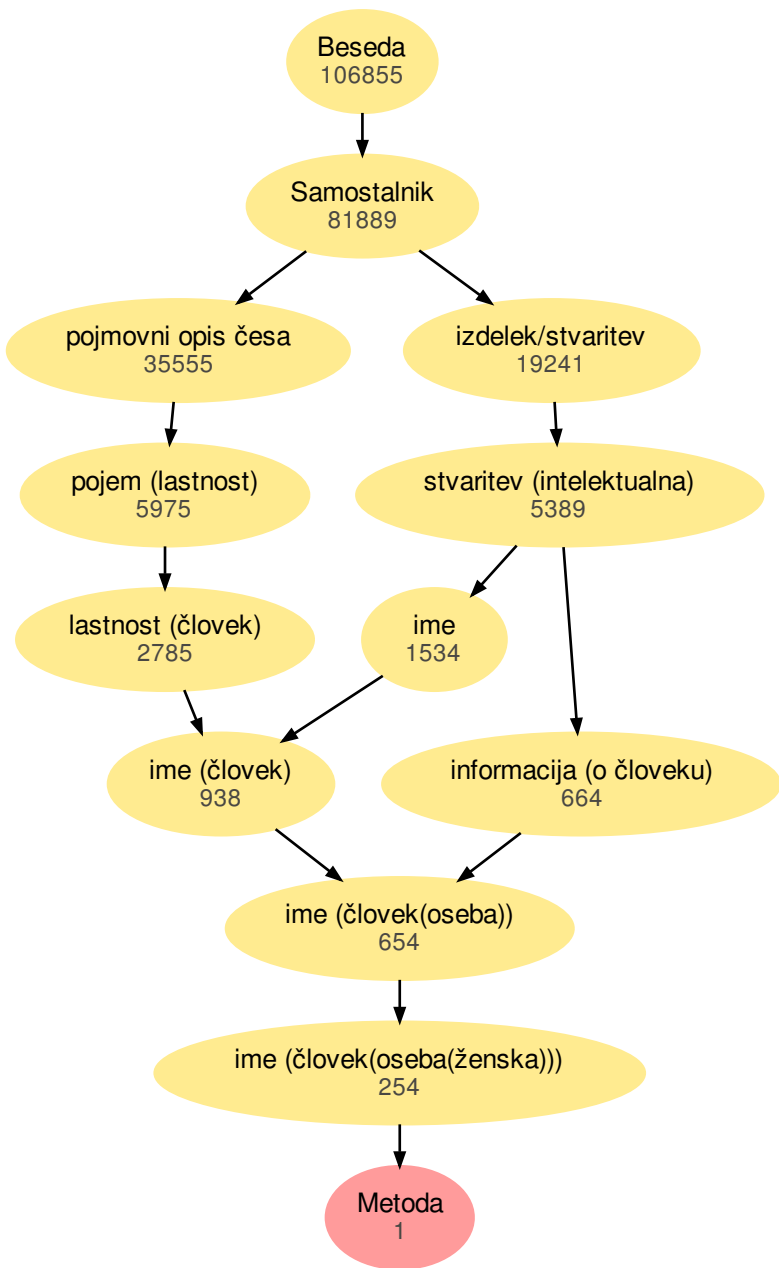 Beseda
106855
Samostalnik
81889
pojmovni opis česa
35555
izdelek/stvaritev
19241
pojem (lastnost)
5975
stvaritev (intelektualna)
5389
lastnost (človek)
2785
ime
1534
ime (človek)
938
informacija (o človeku)
664
ime (človek(oseba))
654
ime (človek(oseba(ženska)))
254
Metoda
1